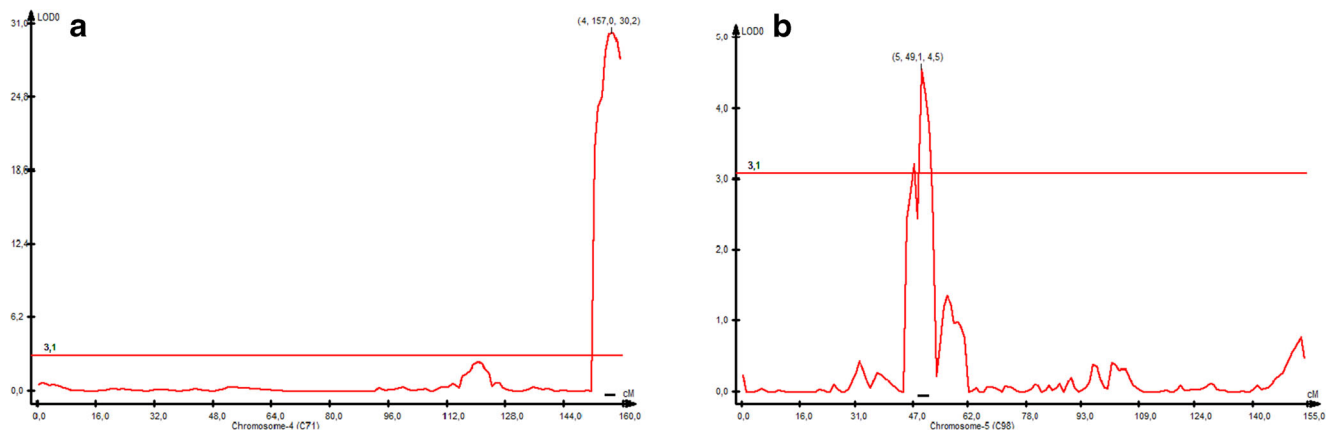 a
LOD0
(4, 157,0, 30,2)
31,0
24,8
18,6
12,4
6,2
3,1
0,0
0,0 16,0 32,0 48,0 64,0 80,0 96,0 112,0 128,0 144,0 160,0
cM
Chromosome-4 (C71)
b
LOD0
(5, 49,1, 4,5)
5,0
4,0
3,1
3,0
2,0
1,0
0,0
0,0 16,0 31,0 47,0 62,0 78,0 93,0 109,0 124,0 140,0 155,0
cM
Chromosome-5 (C98)